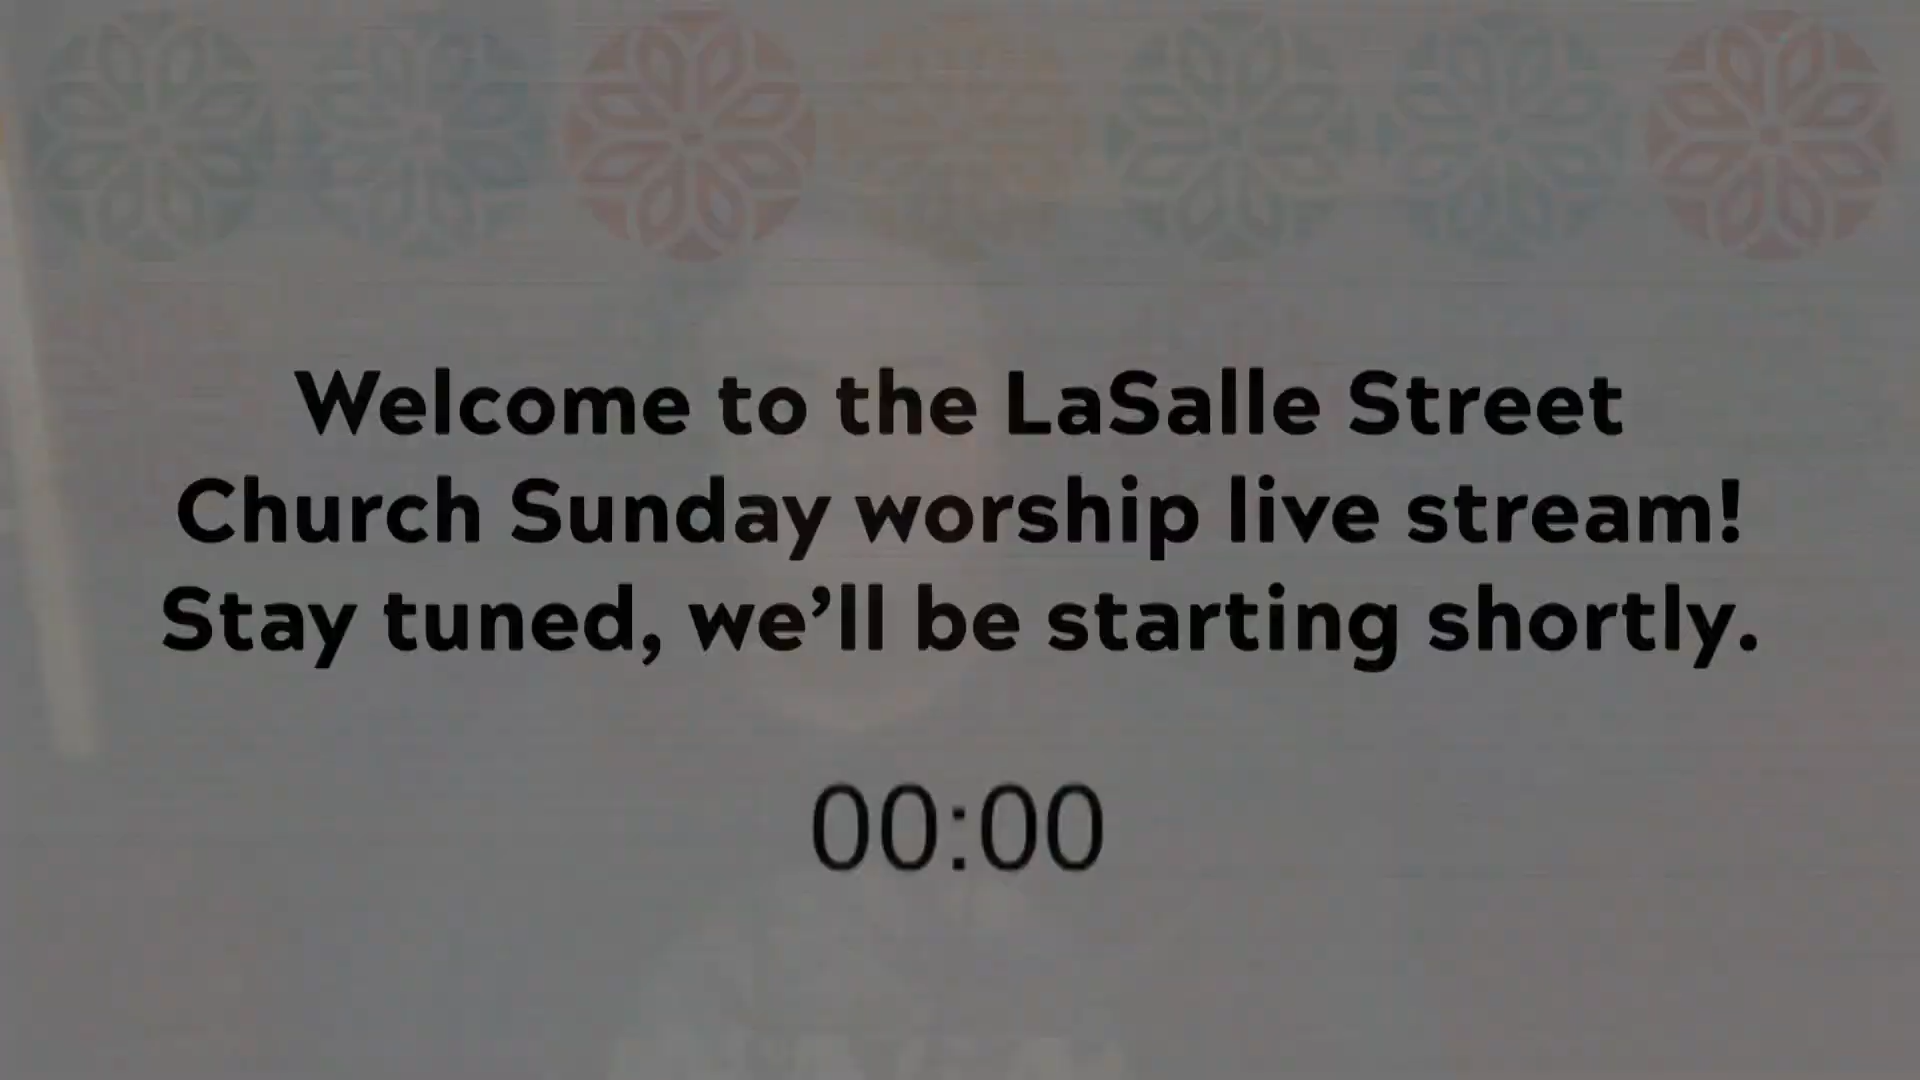 Welcome to the LaSalle Street
Church Sunday worship live stream!
Stay tuned, we’ll be starting shortly.
00:00